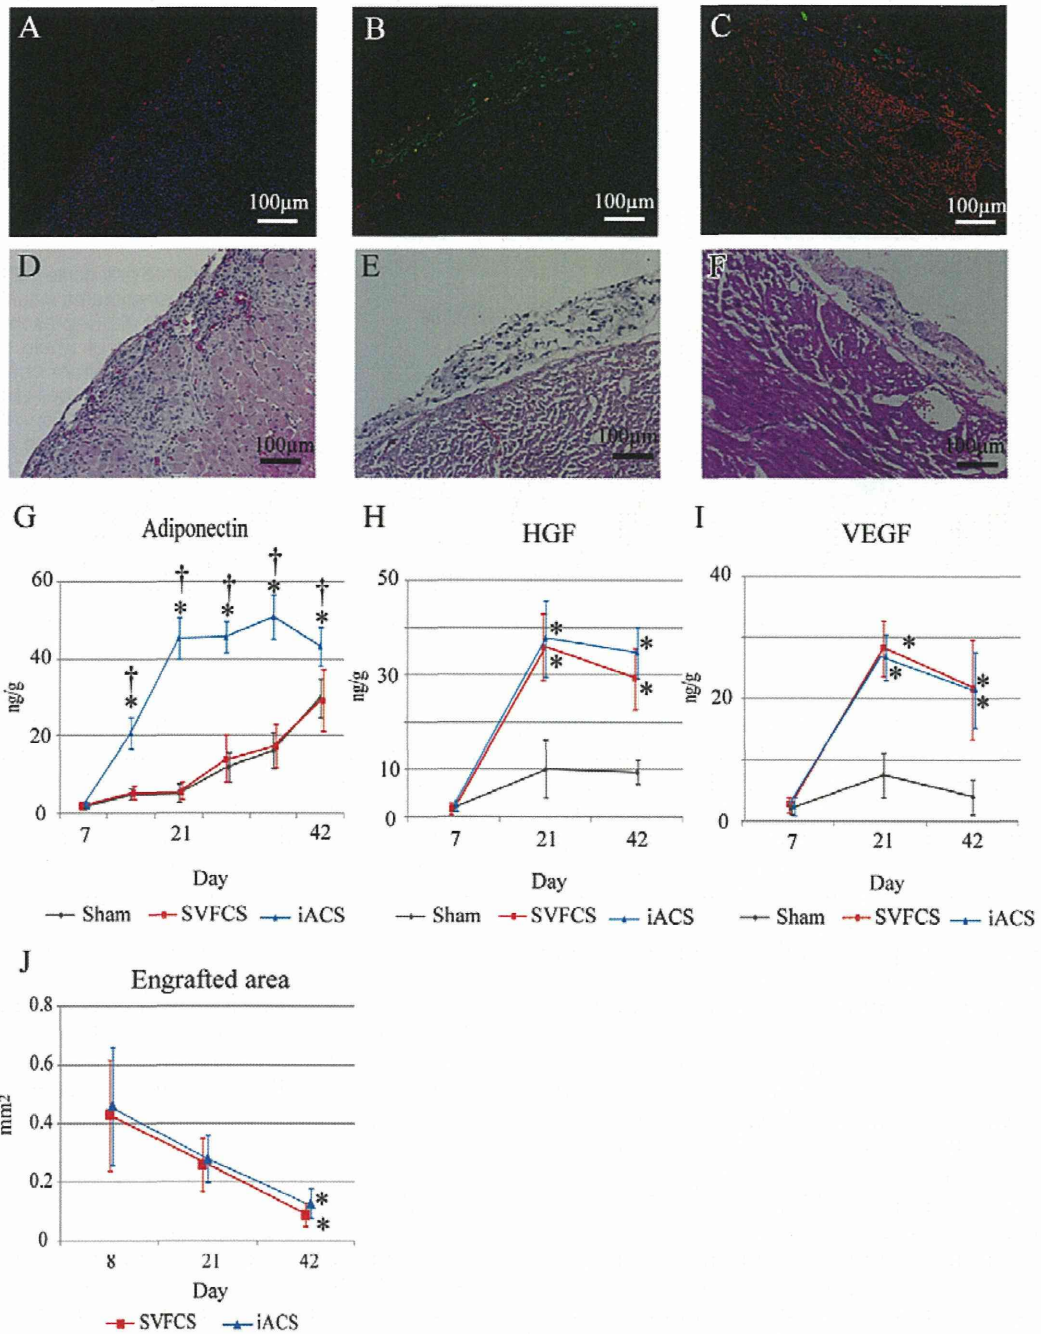 A
B
C
100μm
100μm
100μm
D
E
F
100μm
100μm
100μm
G
Adiponectin
60
40
20
0
ng/g
† *
† *
† *
† *
† *
7
21
42
Day
Sham
SVFCS
iACS
H
HGF
50
30
10
0
ng/g
*
*
*
*
7
21
42
Day
Sham
SVFCS
iACS
I
VEGF
40
20
0
ng/g
*
*
*
*
7
21
42
Day
Sham
SVFCS
iACS
J
Engrafted area
0.8
0.6
0.4
0.2
0
mm2
*
*
8
21
42
Day
SVFCS
iACS